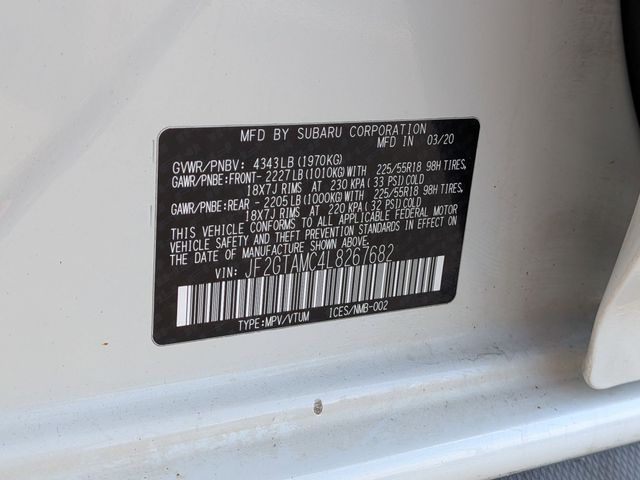 MFD BY SUBARU CORPORATION
MFD IN 03/20
GVWR/PNBV: 4343LB (1970KG)
GAWR/PNBE:FRONT- 2227LB (1010KG)WITH 225/55R18 98H TIRES,
18X7J RIMS AT 230 KPA (33 PSI)COLD
GAWR/PNBE:REAR - 2205LB (1000KG)WITH 225/55R18 98H TIRES,
18X7J RIMS AT 220 KPA (32 PSI)COLD
THIS VEHICLE CONFORMS TO ALL APPLICABLE FEDERAL MOTOR
VEHICLE SAFETY AND BUMPER STANDARDS IN EFFECT ON
THE DATE OF MANUFACTURE SHOWN ABOVE.
VIN: JF2GTAMC4L8267682
TYPE:MPV/VTUM ICES/NMB-002